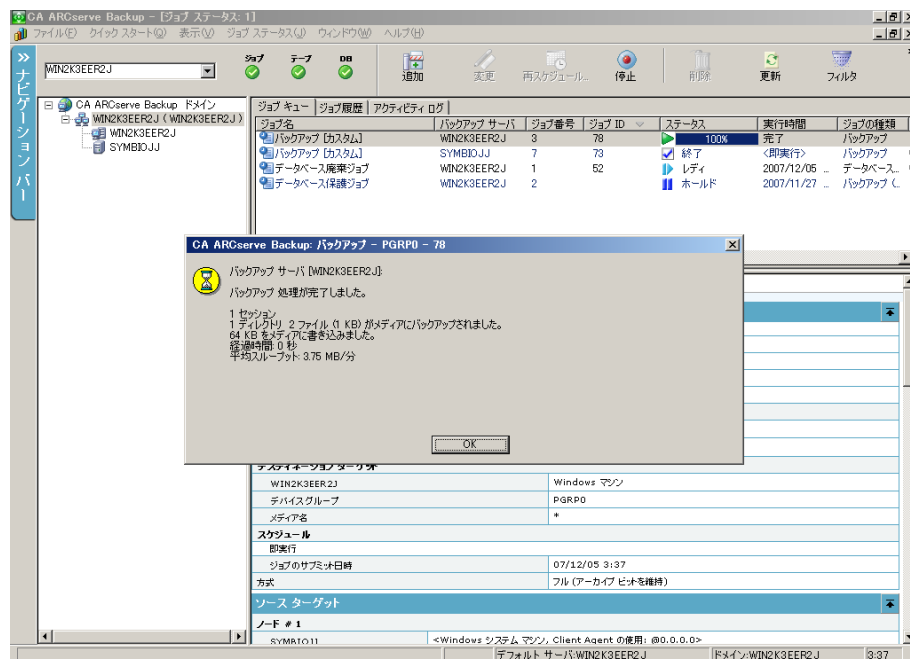 CA ARCserve Backup - [ジョブ ステータス: 1]
ファイル(F) クイック スタート(Q) 表示(V) ジョブ ステータス(J) ウィンドウ(W) ヘルプ(H)
ナビゲーション バー
WIN2K3EER2J
ジョブ テープ DB
追加 変更 再スケジュール... 停止 削除 更新 フィルタ
CA ARCserve Backup ドメイン
WIN2K3EER2J ( WIN2K3EER2J )
WIN2K3EER2J
SYMBIOJJ
ジョブ キュー ジョブ履歴 アクティビティ ログ
ジョブ名 バックアップ サーバ ジョブ番号 ジョブ ID ステータス 実行時間 ジョブの種類
バックアップ [カスタム] WIN2K3EER2J 3 78 100% 完了 バックアップ
バックアップ [カスタム] SYMBIOJJ 7 73 終了 <即実行> バックアップ
データベース廃棄ジョブ WIN2K3EER2J 1 52 レディ 2007/12/05 ... データベース...
データベース保護ジョブ WIN2K3EER2J 2 ホールド 2007/11/27 ... バックアップ (...
CA ARCserve Backup: バックアップ - PGRP0 - 78
バックアップ サーバ [WIN2K3EER2J]:
バックアップ 処理が完了しました。
1 セッション
1 ディレクトリ 2 ファイル (1 KB) がメディアにバックアップされました。
64 KB をメディアに書き込みました。
経過時間: 0 秒
平均スループット: 3.75 MB/分
OK
デスティネーション ターゲット
WIN2K3EER2J Windows マシン
デバイスグループ PGRP0
メディア名 *
スケジュール
即実行
ジョブのサブミット日時 07/12/05 3:37
方式 フル (アーカイブ ビットを維持)
ソース ターゲット
ノード # 1
SYMBIOJJ <Windows システム マシン, Client Agent の使用: @0.0.0.0>
デフォルト サーバ:WIN2K3EER2J ドメイン:WIN2K3EER2J 3:37